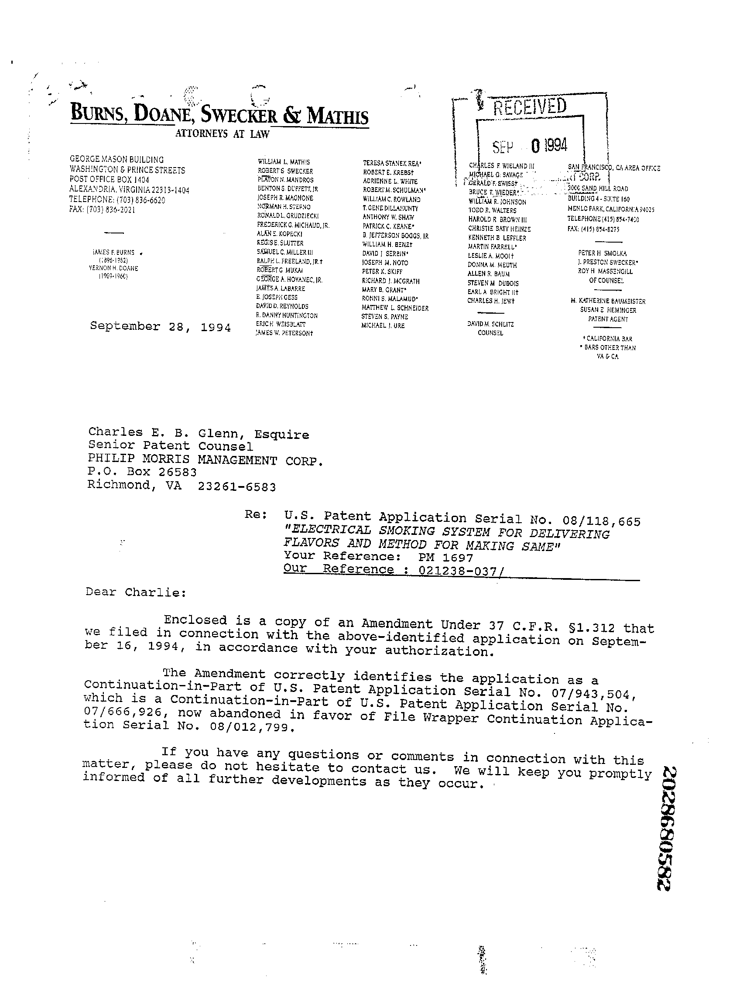 BURNS, DOANE, SWECKER & MATHIS
ATTORNEYS AT LAW
RECEIVED
SEP 0 1994
CORP.
GEORGE MASON BUILDING
WASHINGTON & PRINCE STREETS
POST OFFICE BOX 1404
ALEXANDRIA, VIRGINIA 22313-1404
TELEPHONE: (703) 836-6620
FAX: (703) 836-2021
JAMES F. BURNS
VERNON H. DOANE
WILLIAM L. MATHIS
ROBERT S. SWECKER
PLATON N. MANDROS
BENTON S. DUFFETT, JR
JOSEPH R. MAGNONE
NORMAN H. STEPNO
RONALD L. GRUDZIECKI
FREDERICK G. MICHAUD, JR.
ALAN E. KOPECKI
REGIS E. SLUTTER
SAMUEL C. MILLER III
RALPH L. FREELAND, JR.†
ROBERT G. MUKAI
GEORGE A. HOVANEC, JR.
JAMES A. LABARRE
E. JOSEPH GESS
DAVID D. REYNOLDS
R. DANNY HUNTINGTON
ERIC H. WEISBLATT
JAMES W. PETERSON†
TERESA STANEK REA*
ROBERT E. KREBS†
ADRIENNE L. WHITE
ROBERT M. SCHULMAN*
WILLIAM C. ROWLAND
T. GENE DILLAHUNTY
ANTHONY W. SHAW
PATRICK C. KEANE*
B. JEFFERSON BOGGS, JR
WILLIAM H. BENZ†
DAVID J. SERBIN*
JOSEPH M. NOTO
PETER K. SKIFF
RICHARD J. MCGRATH
MARY B. GRANT*
RONNI S. MALAMUD*
MATTHEW L. SCHNEIDER
STEVEN S. PAYNE
MICHAEL J. URE
CHARLES F. WIELAND III
MICHAEL G. SAVAGE
GERALD F. SWISS†
BRUCE T. WIEDER*
WILLIAM R. JOHNSON
TODD R. WALTERS
HAROLD R. BROWN III
CHRISTIE BATY HEINZE
KENNETH B. LEFFLER
MARTIN FARRELL*
LESLIE A. MOOI†
DONNA M. MEUTH
ALLEN R. BAUM
STEVEN M. DUBOIS
EARL A. BRIGHT II†
CHARLES H. JEW†
DAVID M. SCHLITZ
COUNSEL
SAN FRANCISCO, CA AREA OFFICE
3000 SAND HILL ROAD
BUILDING 4 - SUITE 160
MENLO PARK, CALIFORNIA 94025
TELEPHONE (415) 854-7400
FAX: (415) 854-8275
PETER H. SMOLKA
J. PRESTON SWECKER*
ROY H. MASSENGILL
OF COUNSEL
M. KATHERINE BAUMEISTER
SUSAN E. HEMINGER
PATENT AGENT
† CALIFORNIA BAR
* BARS OTHER THAN
VA & CA
September 28, 1994
Charles E. B. Glenn, Esquire
Senior Patent Counsel
PHILIP MORRIS MANAGEMENT CORP.
P.O. Box 26583
Richmond, VA 23261-6583
Re: U.S. Patent Application Serial No. 08/118,665
"ELECTRICAL SMOKING SYSTEM FOR DELIVERING
FLAVORS AND METHOD FOR MAKING SAME"
Your Reference: PM 1697
Our Reference : 021238-037/
Dear Charlie:
Enclosed is a copy of an Amendment Under 37 C.F.R. §1.312 that
we filed in connection with the above-identified application on Septem-
ber 16, 1994, in accordance with your authorization.
The Amendment correctly identifies the application as a
Continuation-in-Part of U.S. Patent Application Serial No. 07/943,504,
which is a Continuation-in-Part of U.S. Patent Application Serial No.
07/666,926, now abandoned in favor of File Wrapper Continuation Applica-
tion Serial No. 08/012,799.
If you have any questions or comments in connection with this
matter, please do not hesitate to contact us. We will keep you promptly
informed of all further developments as they occur.
2028680582